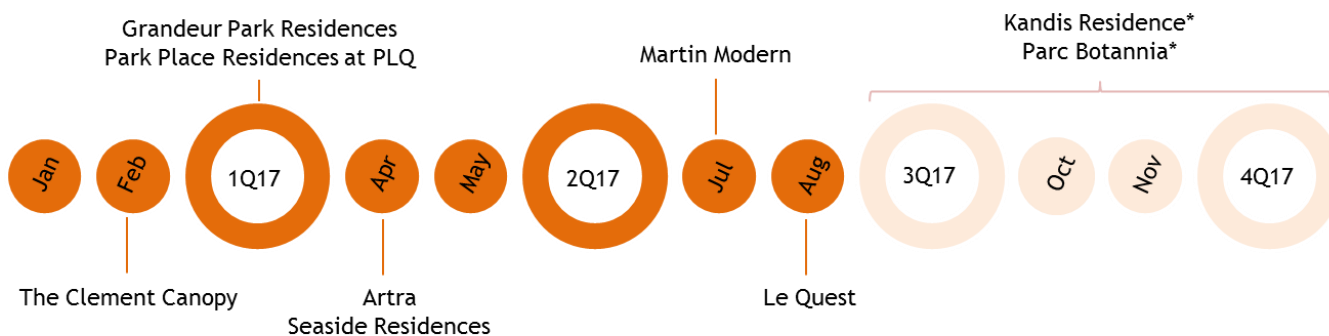 Grandeur Park Residences
Park Place Residences at PLQ
Martin Modern
Kandis Residence*
Parc Botannia*
Jan
Feb
1Q17
Apr
May
2Q17
Jul
Aug
3Q17
Oct
Nov
4Q17
The Clement Canopy
Artra
Seaside Residences
Le Quest